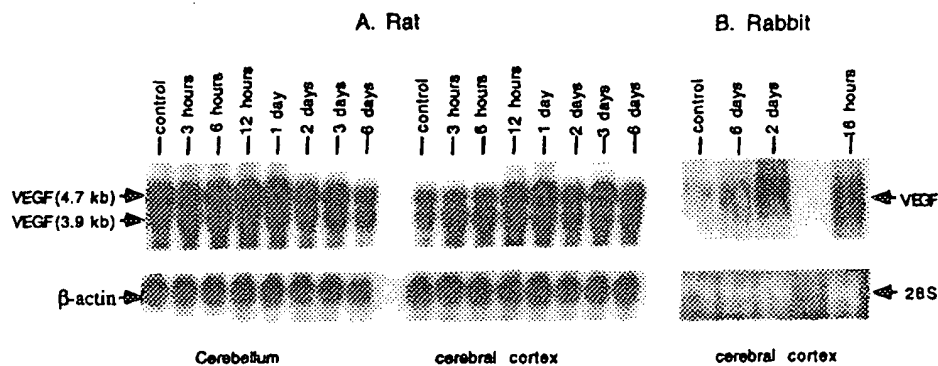 A. Rat
B. Rabbit
control
3 hours
6 hours
12 hours
1 day
2 days
3 days
6 days
control
3 hours
6 hours
12 hours
1 day
2 days
3 days
6 days
control
6 days
2 days
16 hours
VEGF(4.7 kb)
VEGF(3.9 kb)
VEGF
β-actin
28S
Cerebellum
cerebral cortex
cerebral cortex